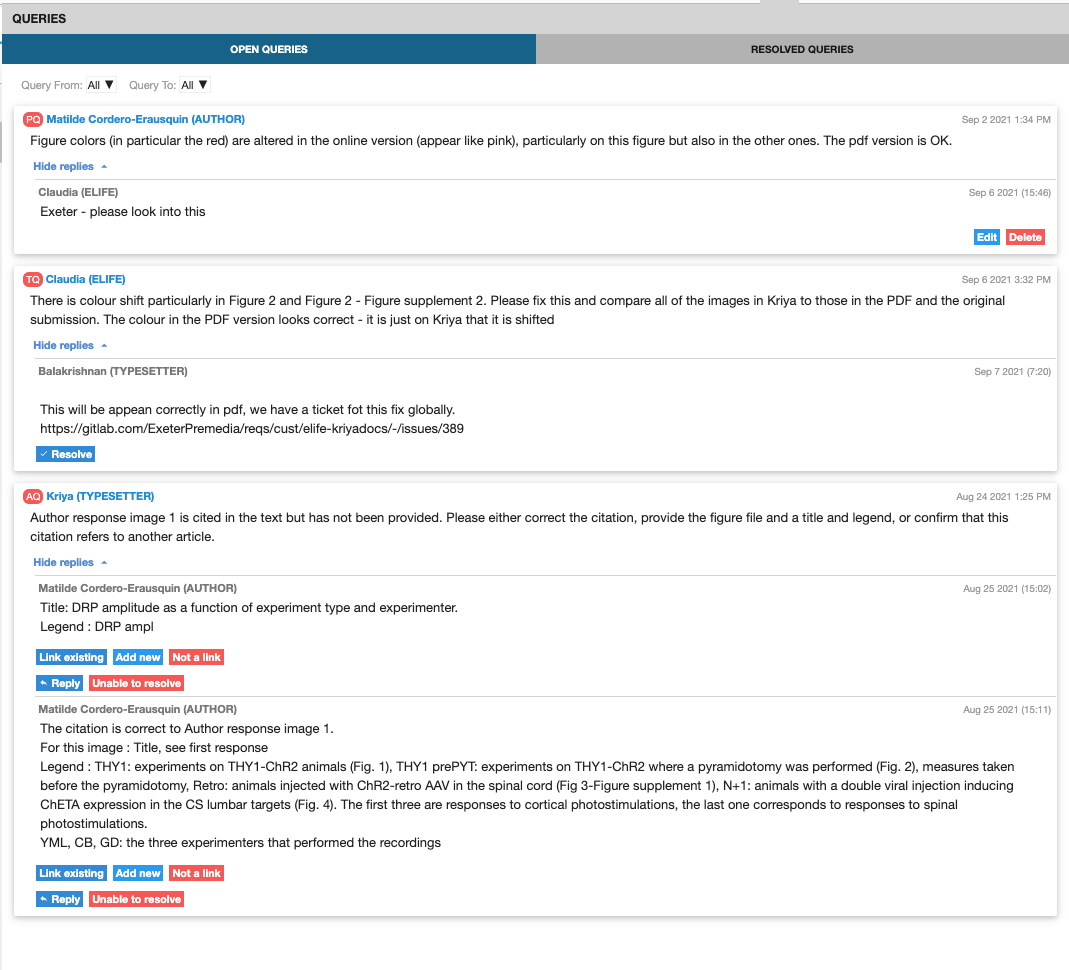 QUERIES
OPEN QUERIES
RESOLVED QUERIES
Query From: All ▼ Query To: All ▼
PQ Matilde Cordero-Erausquin (AUTHOR) Sep 2 2021 1:34 PM
Figure colors (in particular the red) are altered in the online version (appear like pink), particularly on this figure but also in the other ones. The pdf version is OK.
Hide replies
Claudia (ELIFE) Sep 6 2021 (15:46)
Exeter - please look into this
Edit Delete
TQ Claudia (ELIFE) Sep 6 2021 3:32 PM
There is colour shift particularly in Figure 2 and Figure 2 - Figure supplement 2. Please fix this and compare all of the images in Kriya to those in the PDF and the original
submission. The colour in the PDF version looks correct - it is just on Kriya that it is shifted
Hide replies
Balakrishnan (TYPESETTER) Sep 7 2021 (7:20)
This will be appean correctly in pdf, we have a ticket fot this fix globally.
https://gitlab.com/ExeterPremedia/reqs/cust/elife-kriyadocs/-/issues/389
✓ Resolve
AQ Kriya (TYPESETTER) Aug 24 2021 1:25 PM
Author response image 1 is cited in the text but has not been provided. Please either correct the citation, provide the figure file and a title and legend, or confirm that this
citation refers to another article.
Hide replies
Matilde Cordero-Erausquin (AUTHOR) Aug 25 2021 (15:02)
Title: DRP amplitude as a function of experiment type and experimenter.
Legend : DRP ampl
Link existing Add new Not a link
Reply Unable to resolve
Matilde Cordero-Erausquin (AUTHOR) Aug 25 2021 (15:11)
The citation is correct to Author response image 1.
For this image : Title, see first response
Legend : THY1: experiments on THY1-ChR2 animals (Fig. 1), THY1 prePYT: experiments on THY1-ChR2 where a pyramidotomy was performed (Fig. 2), measures taken
before the pyramidotomy, Retro: animals injected with ChR2-retro AAV in the spinal cord (Fig 3-Figure supplement 1), N+1: animals with a double viral injection inducing
ChETA expression in the CS lumbar targets (Fig. 4). The first three are responses to cortical photostimulations, the last one corresponds to responses to spinal
photostimulations.
YML, CB, GD: the three experimenters that performed the recordings
Link existing Add new Not a link
Reply Unable to resolve